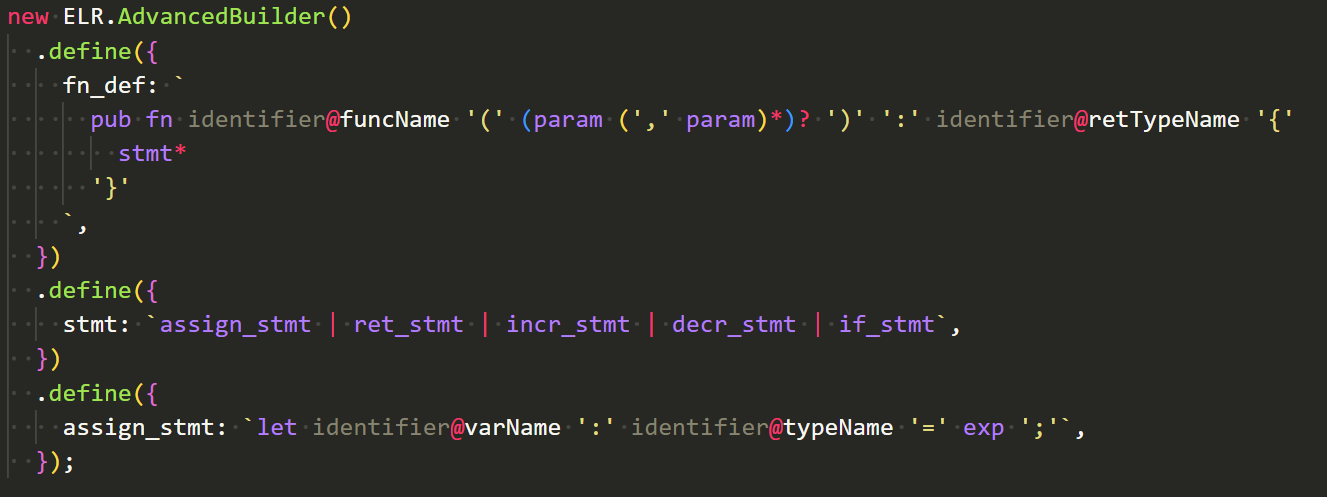 new ELR.AdvancedBuilder()
  .define({
    fn_def: `
      pub fn identifier@funcName '(' (param (',' param)*)? ')' ':' identifier@retTypeName '{'
        stmt*
      '}'
    `,
  })
  .define({
    stmt: `assign_stmt | ret_stmt | incr_stmt | decr_stmt | if_stmt`,
  })
  .define({
    assign_stmt: `let identifier@varName ':' identifier@typeName '=' exp ';'`,
  });